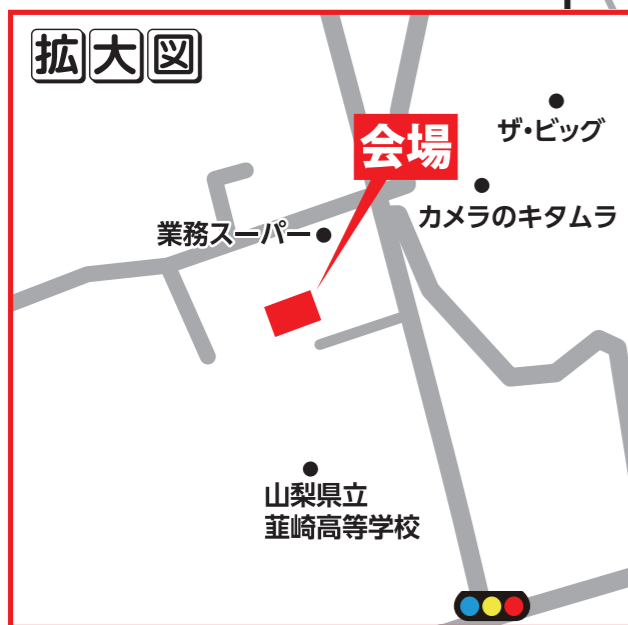 拡大図
会場
ザ・ビッグ
カメラのキタムラ
業務スーパー
山梨県立
韮崎高等学校